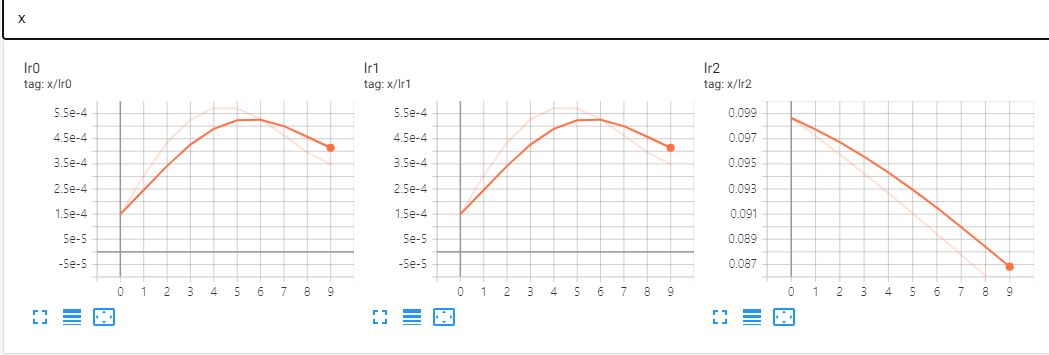 x
lr0
tag: x/lr0
5.5e-4
4.5e-4
3.5e-4
2.5e-4
1.5e-4
5e-5
-5e-5
0 1 2 3 4 5 6 7 8 9
lr1
tag: x/lr1
5.5e-4
4.5e-4
3.5e-4
2.5e-4
1.5e-4
5e-5
-5e-5
0 1 2 3 4 5 6 7 8 9
lr2
tag: x/lr2
0.099
0.097
0.095
0.093
0.091
0.089
0.087
0 1 2 3 4 5 6 7 8 9